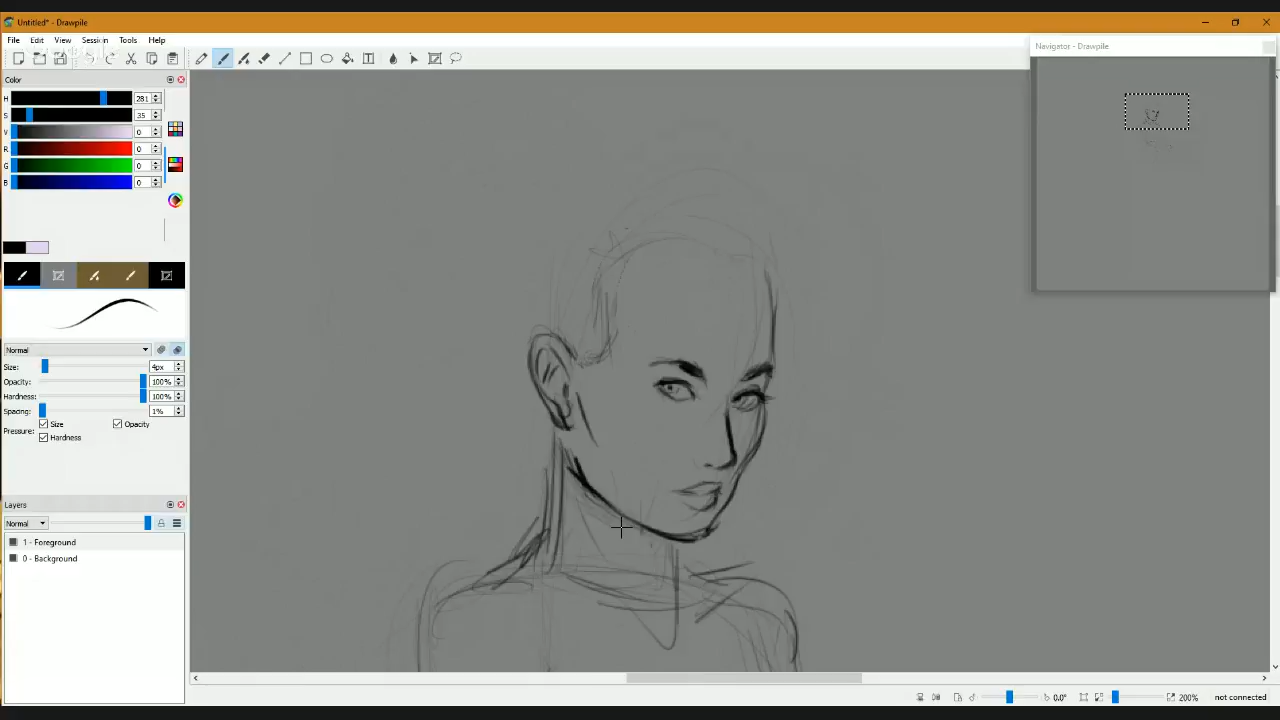 Untitled* - Drawpile
File Edit View Session Tools Help
Navigator - Drawpile
Color
H 281
S 35
V 0
R 0
G 0
B 0
Normal
Size: 4px
Opacity: 100%
Hardness: 100%
Spacing: 1%
Pressure: Size Opacity
Hardness
Layers
Normal
1 - Foreground
0 - Background
0.0° 200% not connected